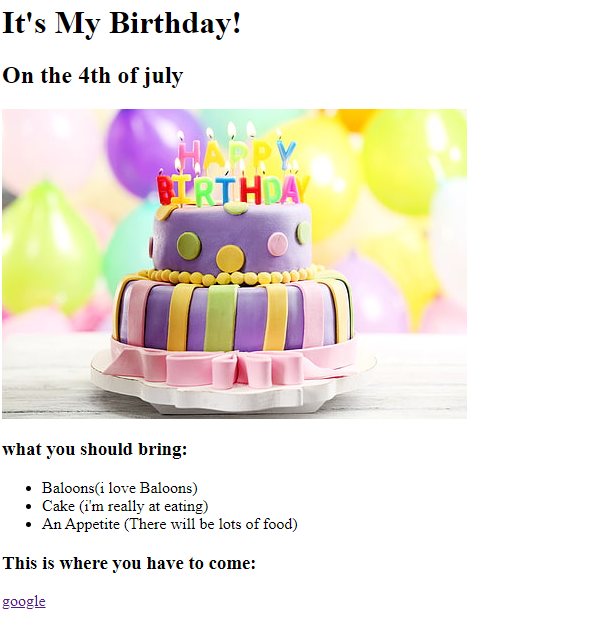 It's My Birthday!
On the 4th of july
HAPPY
BIRTHDAY
what you should bring:
Baloons(i love Baloons)
Cake (i'm really at eating)
An Appetite (There will be lots of food)
This is where you have to come:
google